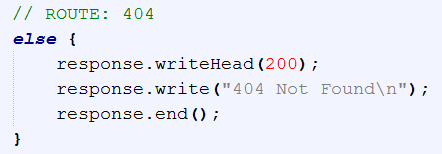 // ROUTE: 404
else {
    response.writeHead(200);
    response.write("404 Not Found\n");
    response.end();
}